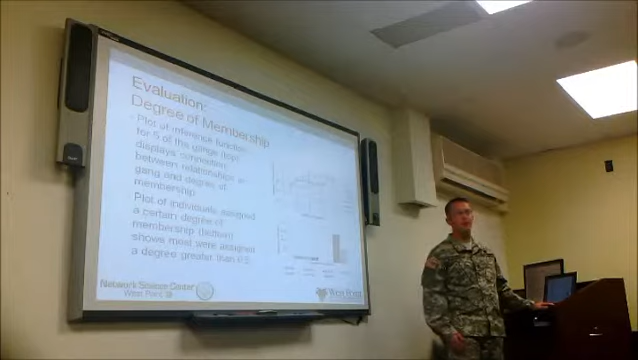 Evaluation:
Degree of Membership
• Plot of inference function
for 5 of the gangs (top)
displays connection
between relationships in
gang and degree of
membership
Plot of individuals assigned
a certain degree of
membership (bottom)
shows most were assigned
a degree greater than 0.5
Network Science Center
West Point
West Point